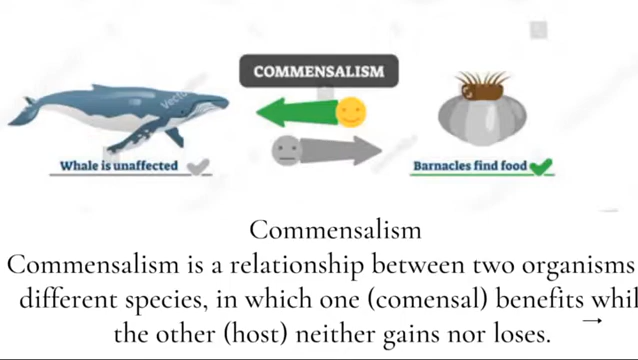 COMMENSALISM
Whale is unaffected
Barnacles find food
Commensalism
Commensalism is a relationship between two organisms
different species, in which one (comensal) benefits whil
the other (host) neither gains nor loses.